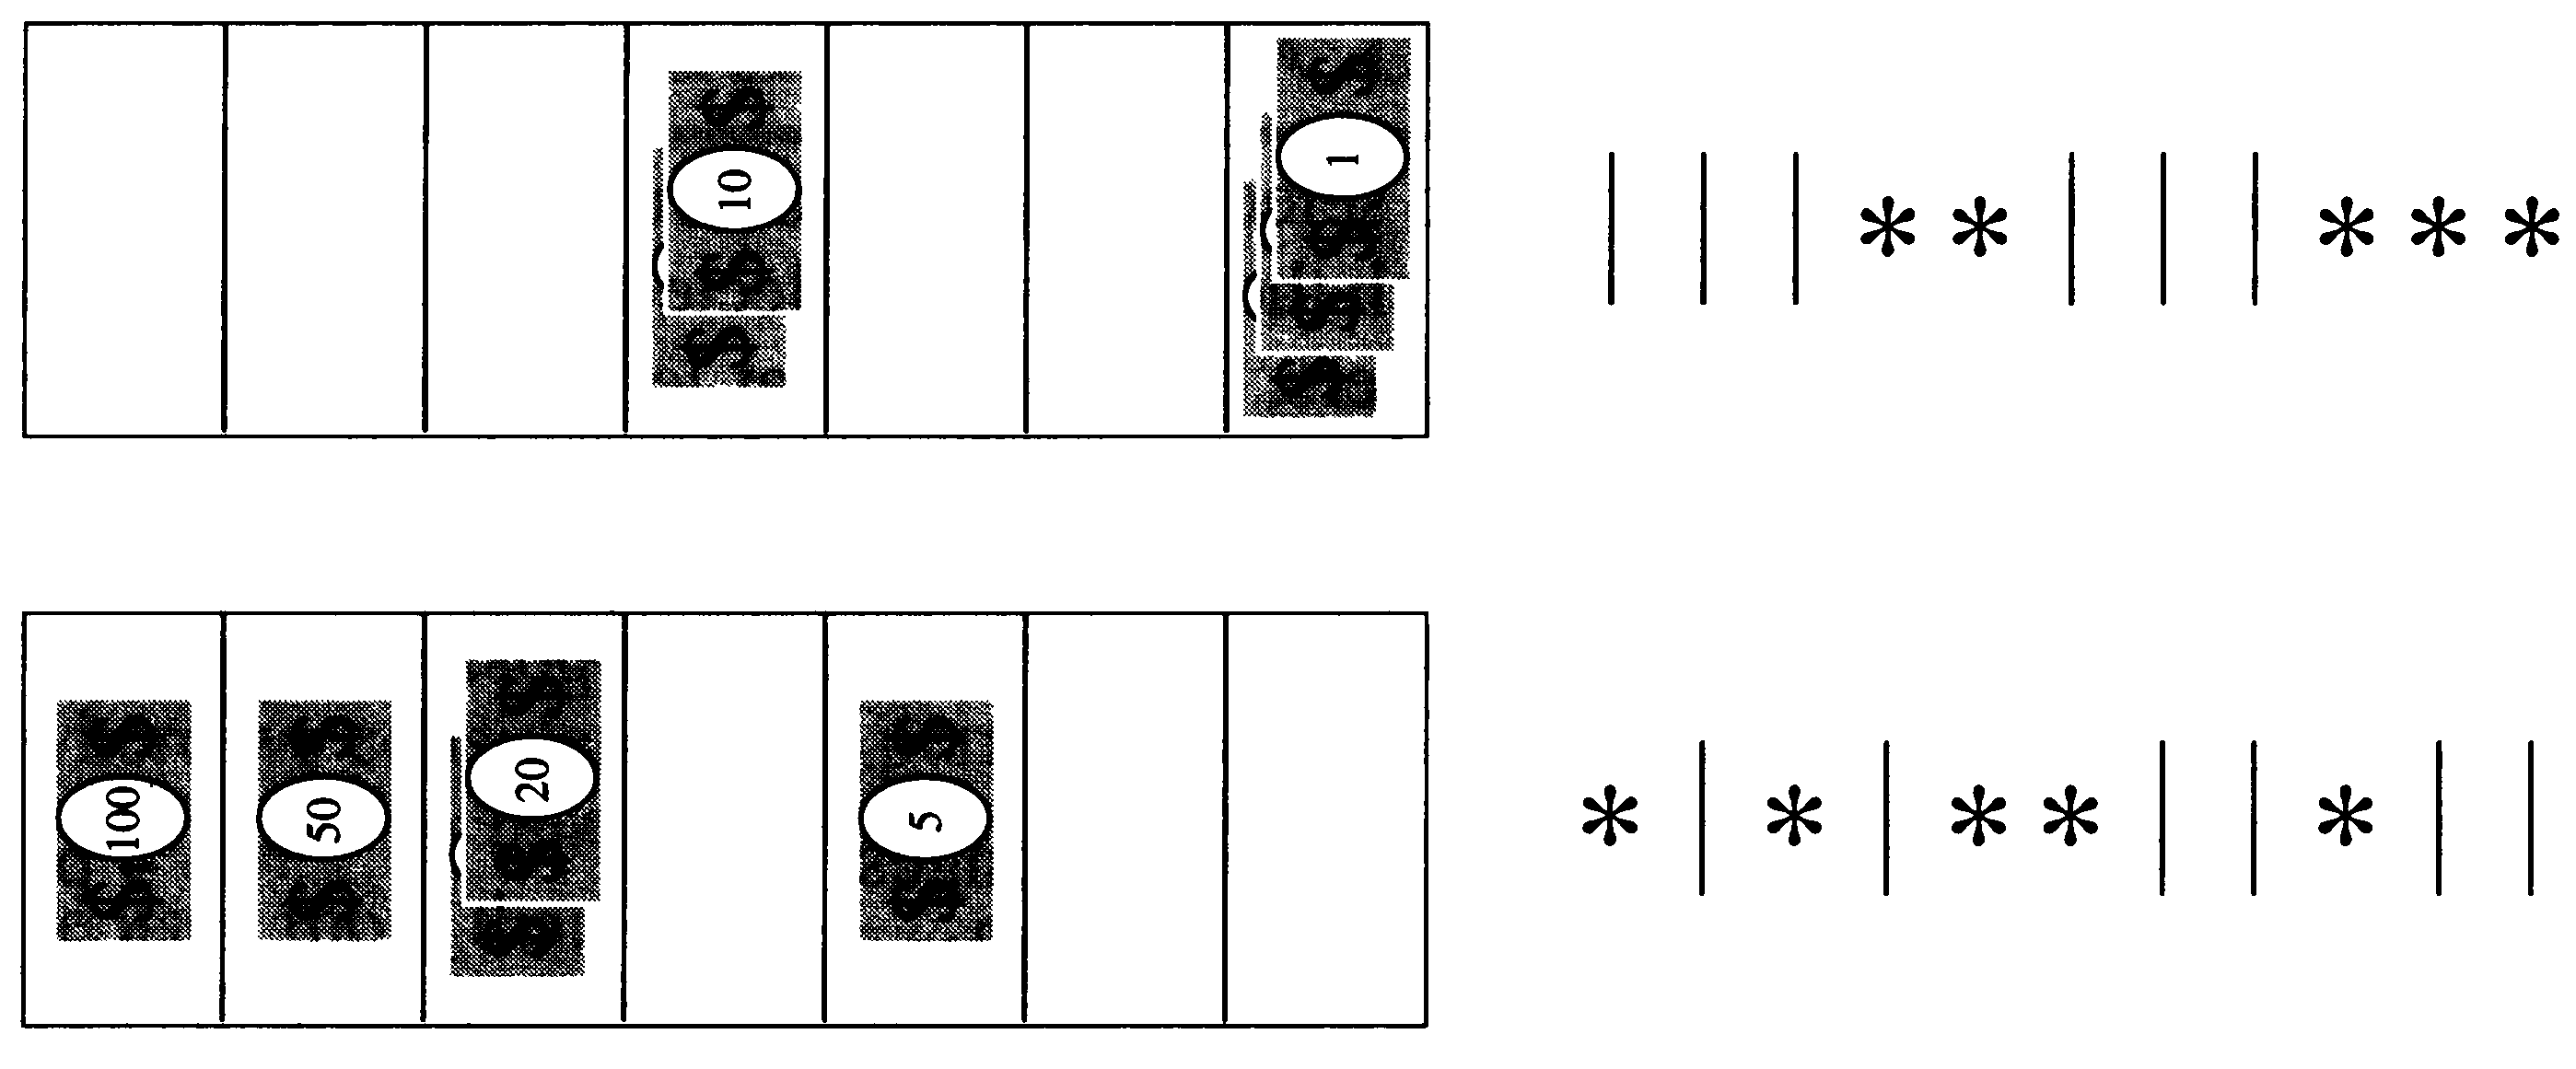 $ 10 $ $ $ 1 $ $ $ | | | * * | | | * * *
$ 100 $ $ 50 $ $ 20 $ $ $ 5 $ * | * | * * | | * | |